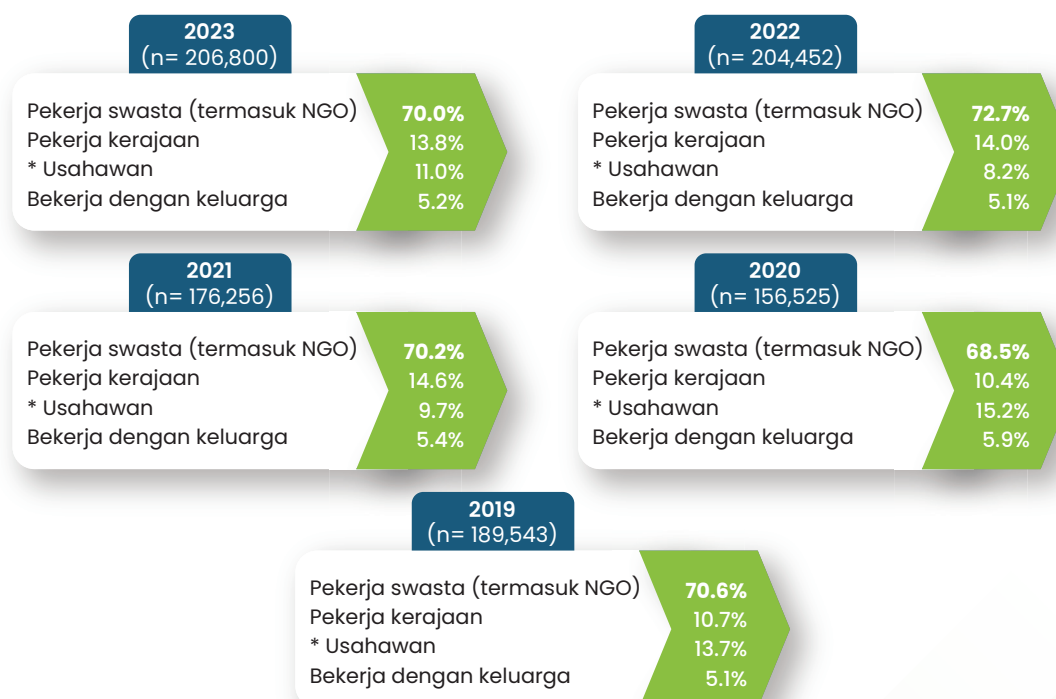 2023
(n= 206,800)
Pekerja swasta (termasuk NGO) 70.0%
Pekerja kerajaan 13.8%
* Usahawan 11.0%
Bekerja dengan keluarga 5.2%
2022
(n= 204,452)
Pekerja swasta (termasuk NGO) 72.7%
Pekerja kerajaan 14.0%
* Usahawan 8.2%
Bekerja dengan keluarga 5.1%
2021
(n= 176,256)
Pekerja swasta (termasuk NGO) 70.2%
Pekerja kerajaan 14.6%
* Usahawan 9.7%
Bekerja dengan keluarga 5.4%
2020
(n= 156,525)
Pekerja swasta (termasuk NGO) 68.5%
Pekerja kerajaan 10.4%
* Usahawan 15.2%
Bekerja dengan keluarga 5.9%
2019
(n= 189,543)
Pekerja swasta (termasuk NGO) 70.6%
Pekerja kerajaan 10.7%
* Usahawan 13.7%
Bekerja dengan keluarga 5.1%